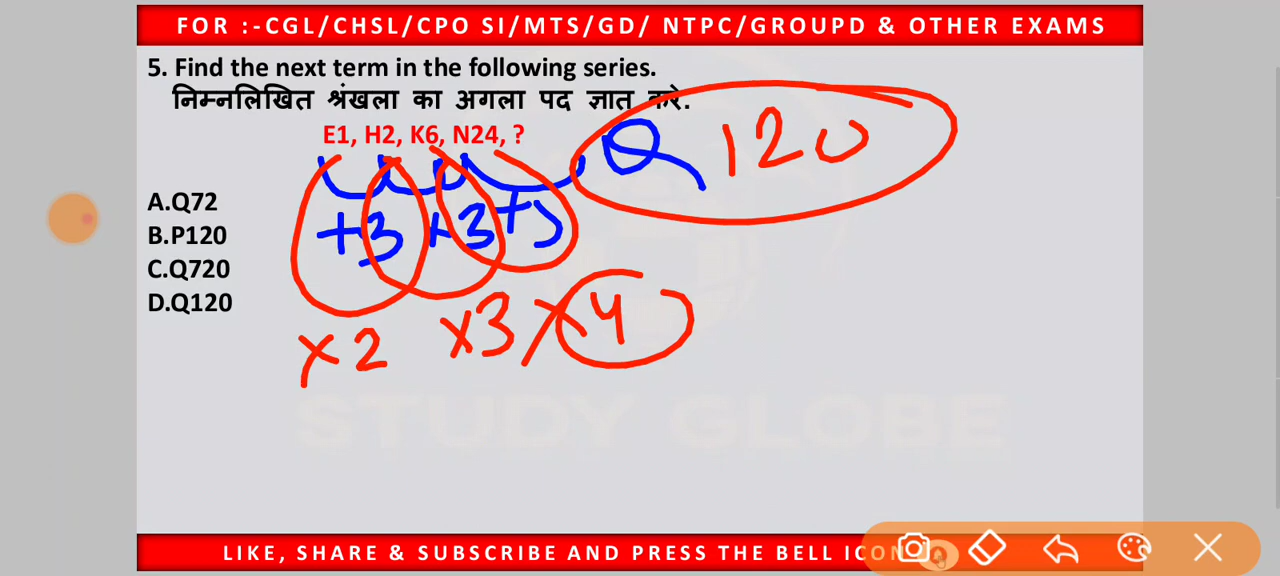 FOR :-CGL/CHSL/CPO SI/MTS/GD/ NTPC/GROUPD & OTHER EXAMS
5. Find the next term in the following series.
निम्नलिखित श्रंखला का अगला पद ज्ञात करे.
E1, H2, K6, N24, ?
Q 120
A.Q72
B.P120
C.Q720
D.Q120
+3 +3 +3
×2 ×3 ×4
STUDY GLOBE
LIKE, SHARE & SUBSCRIBE AND PRESS THE BELL ICON